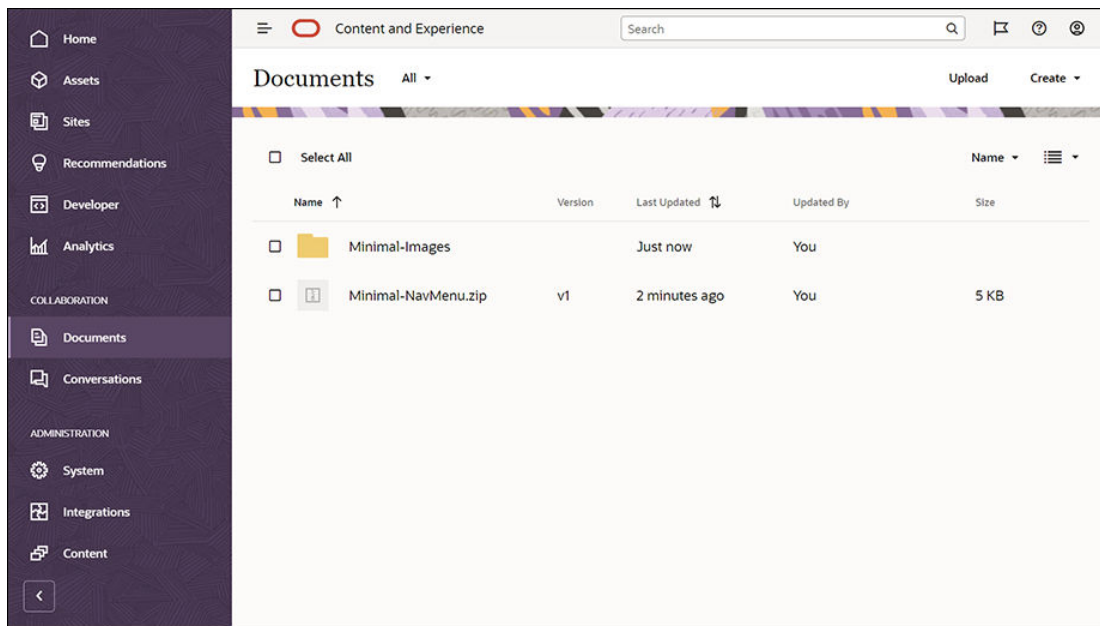 Home
Assets
Sites
Recommendations
Developer
Analytics
COLLABORATION
Documents
Conversations
ADMINISTRATION
System
Integrations
Content
Content and Experience
Search
Documents All
Upload Create
Select All
Name
Name Version Last Updated Updated By Size
Minimal-Images Just now You
Minimal-NavMenu.zip v1 2 minutes ago You 5 KB